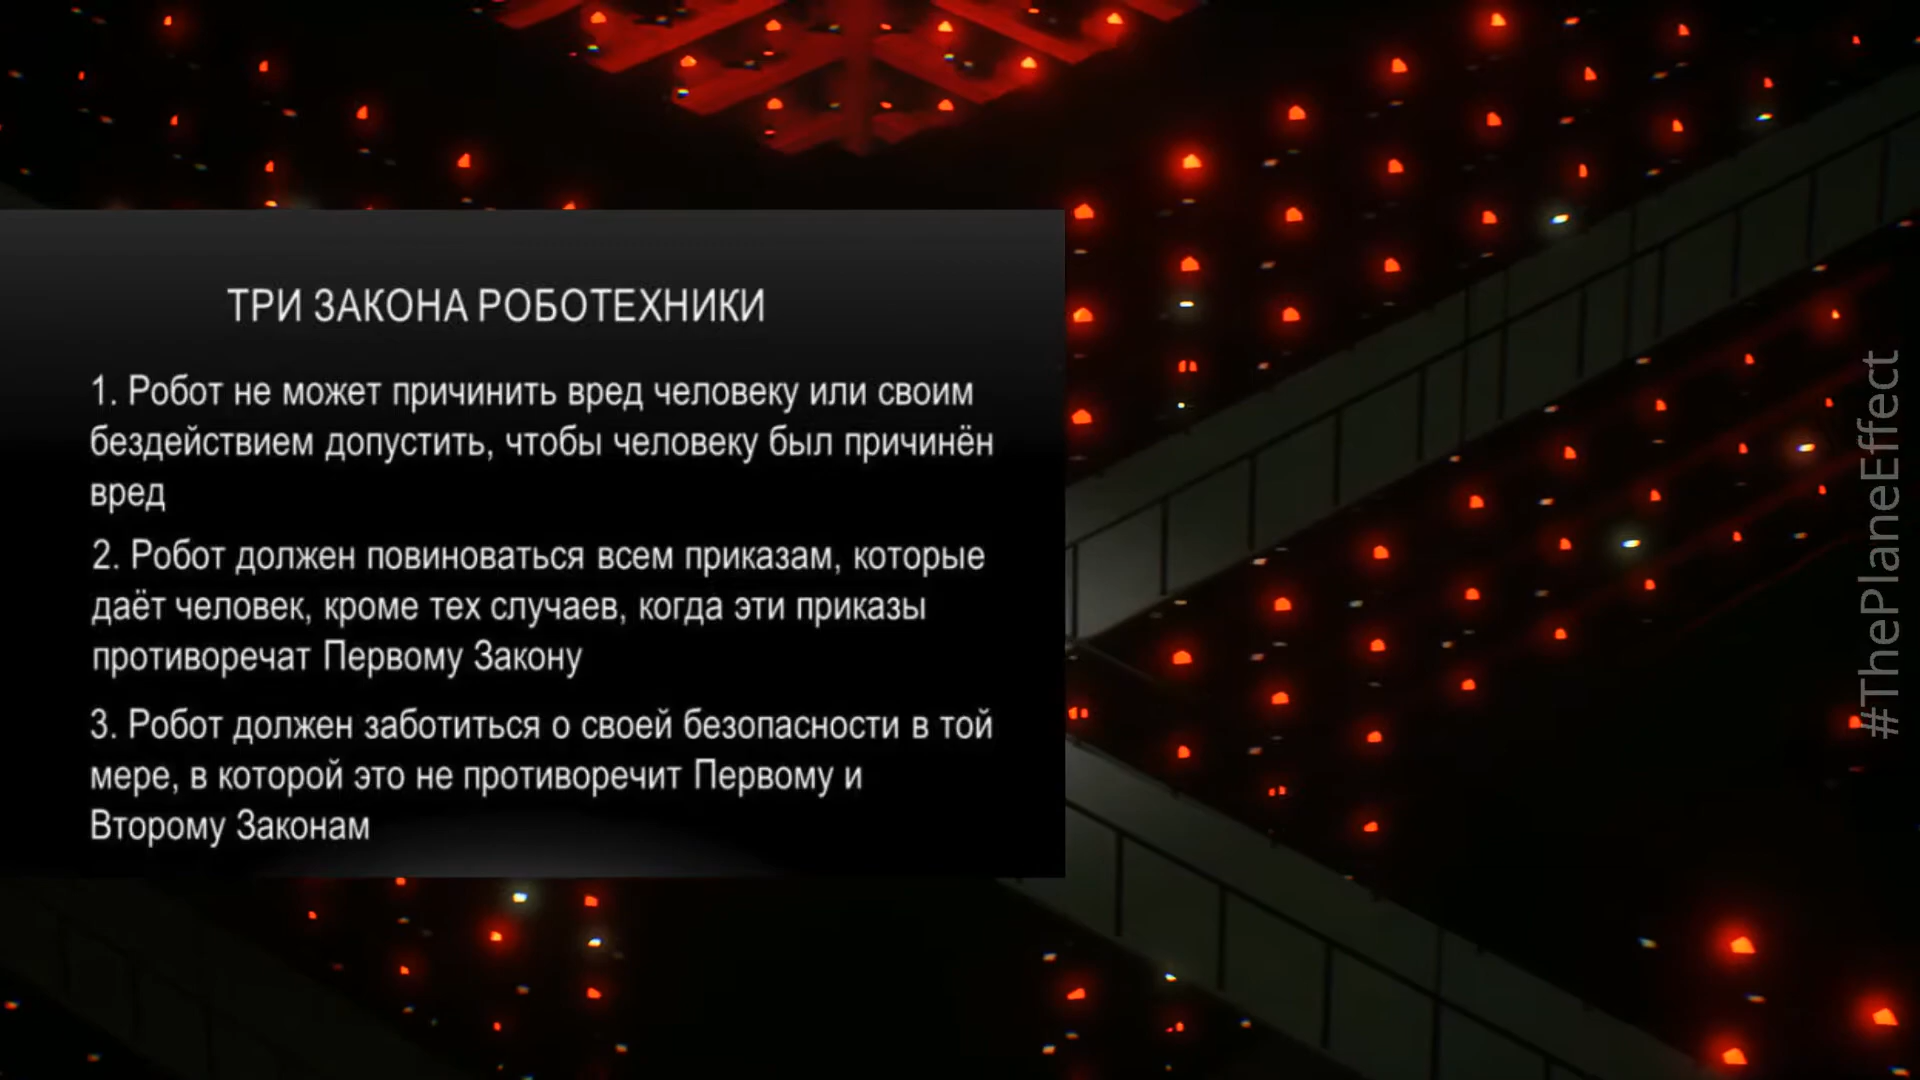 ТРИ ЗАКОНА РОБОТЕХНИКИ
1. Робот не может причинить вред человеку или своим
бездействием допустить, чтобы человеку был причинён
вред
2. Робот должен повиноваться всем приказам, которые
даёт человек, кроме тех случаев, когда эти приказы
противоречат Первому Закону
3. Робот должен заботиться о своей безопасности в той
мере, в которой это не противоречит Первому и
Второму Законам
#ThePlaneEffect